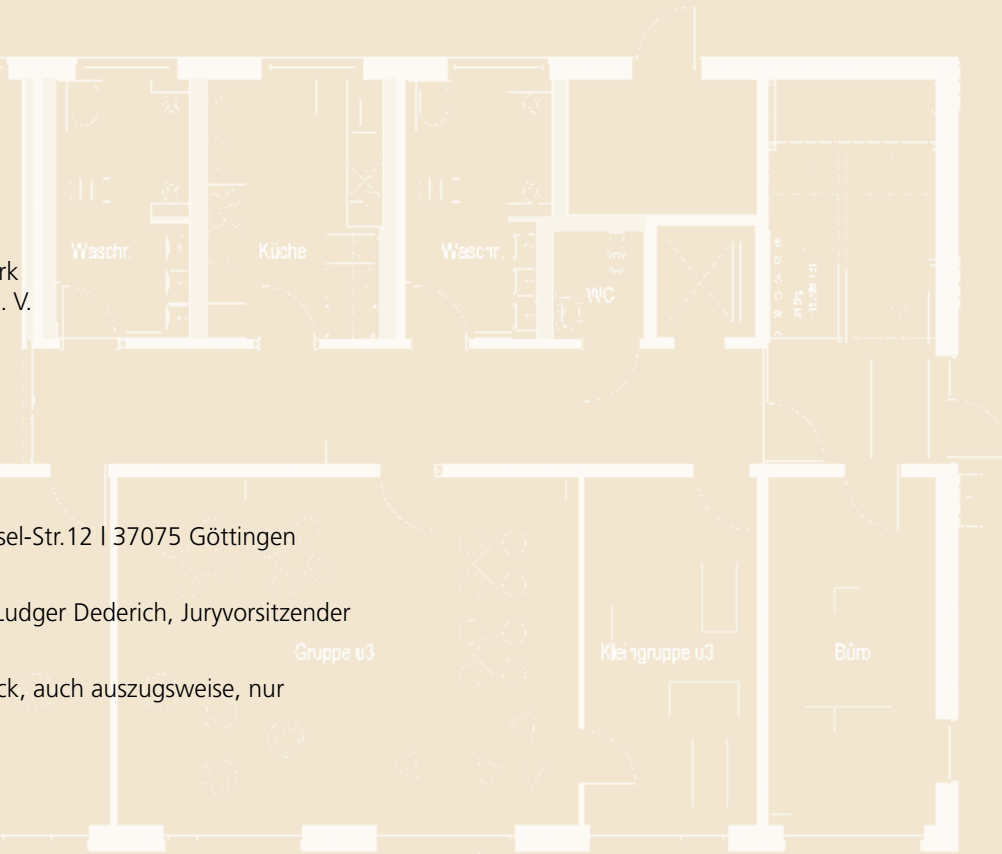 Waschr.
Küche
Waschr.
rk
. V.
WC
sel-Str.12 l 37075 Göttingen
Ludger Dederich, Juryvorsitzender
Gruppe u3
Kleingruppe u3
Büro
ck, auch auszugsweise, nur